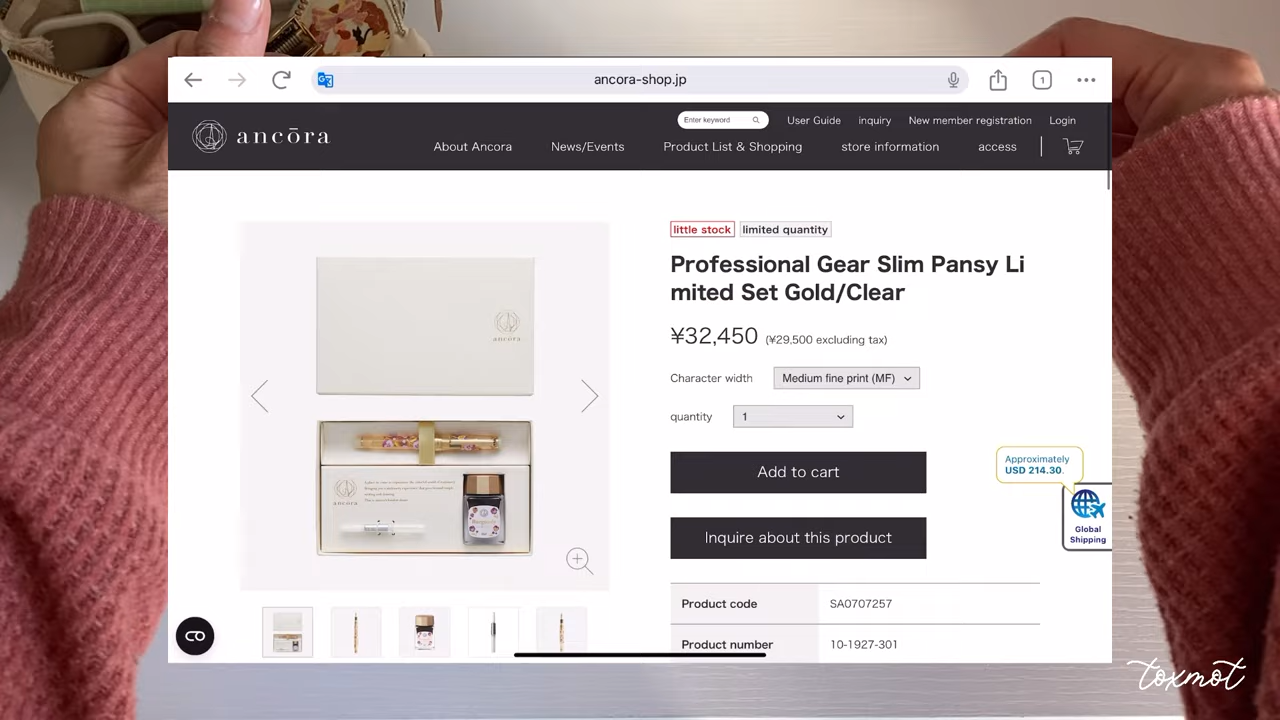 ancora-shop.jp
1
ancōra
Enter keyword
User Guide
inquiry
New member registration
Login
About Ancora
News/Events
Product List & Shopping
store information
access
little stock
limited quantity
Professional Gear Slim Pansy Li
mited Set Gold/Clear
¥32,450 (¥29,500 excluding tax)
Character width
Medium fine print (MF)
quantity
1
Add to cart
Inquire about this product
Approximately
USD 214.30.
Global
Shipping
Product code
SA0707257
Product number
10-1927-301
ancora
ancora
toxmot